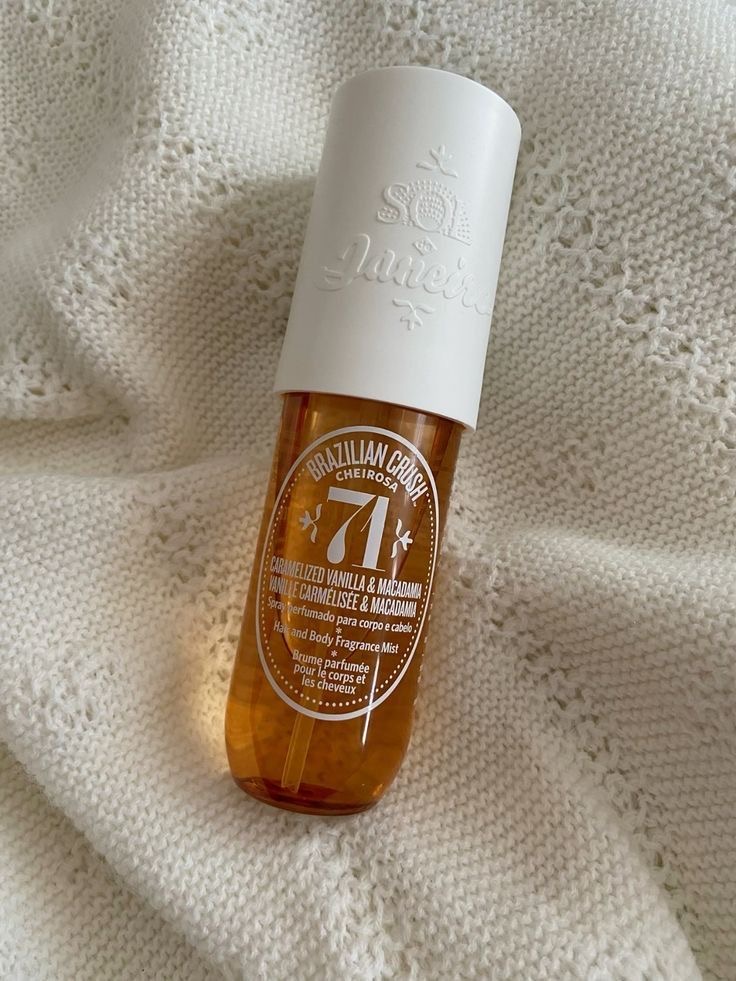 SOL
de
Janeiro
BRAZILIAN CRUSH
CHEIROSA
71
CARAMELIZED VANILLA & MACADAMIA
VANILLE CARMÉLISÉE & MACADAMIA
Spray perfumado para corpo e cabelo
*
Hair and Body Fragrance Mist
*
Brume parfumée
pour le corps et
les cheveux